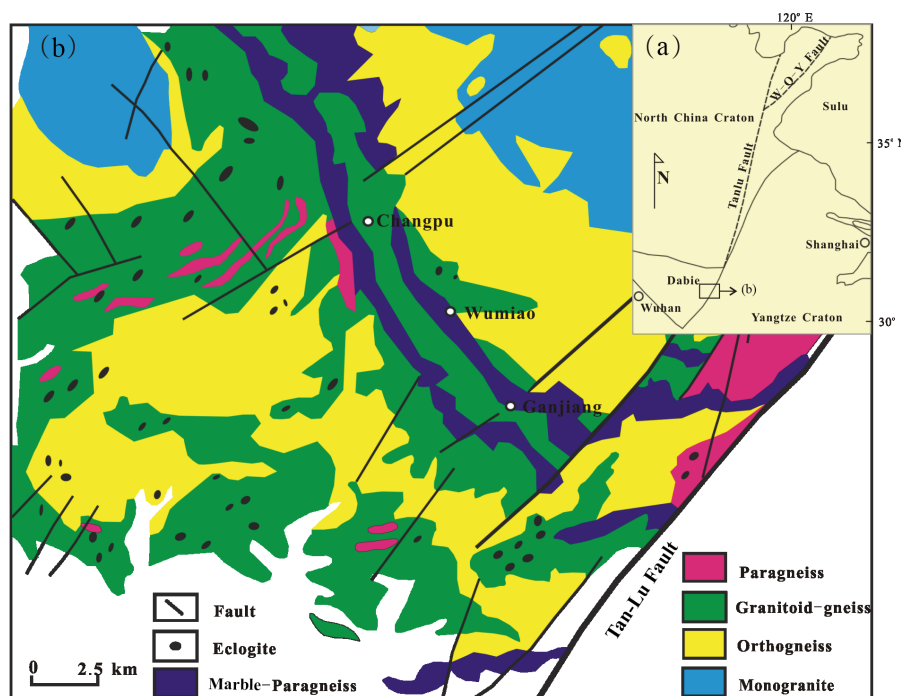 (b)
(a)
120° E
W-Q-Y Fault
North China Craton
Sulu
35° N
Tanlu Fault
N
Changpu
Shanghai
Dabie
(b)
Wuhan
Wumiao
Yangtze Craton
30°
Ganjiang
Tan-Lu Fault
Paragneiss
Fault
Granitoid-gneiss
Eclogite
Orthogneiss
0 2.5 km
Marble-Paragneiss
Monogranite